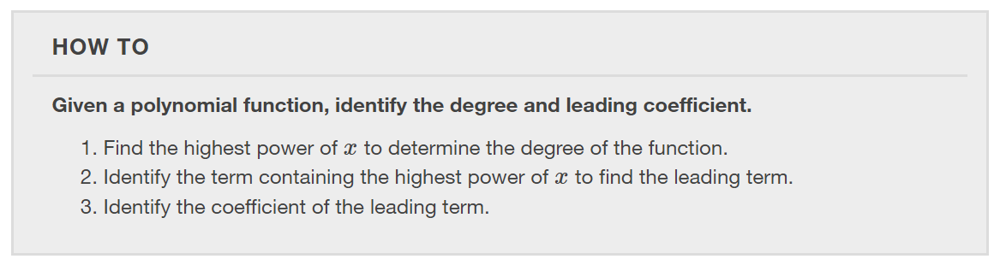 HOW TO
Given a polynomial function, identify the degree and leading coefficient.
1. Find the highest power of x to determine the degree of the function.
2. Identify the term containing the highest power of x to find the leading term.
3. Identify the coefficient of the leading term.